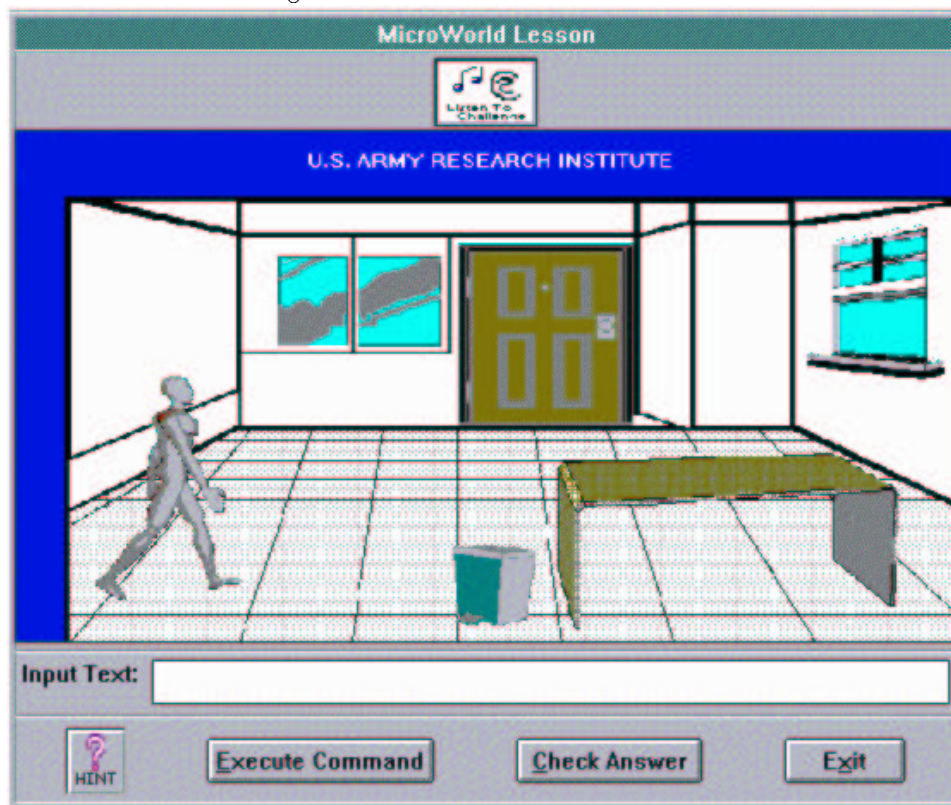 MicroWorld Lesson
Listen To
Challenge
U.S. ARMY RESEARCH INSTITUTE
Input Text:
HINT
Execute Command
Check Answer
Exit